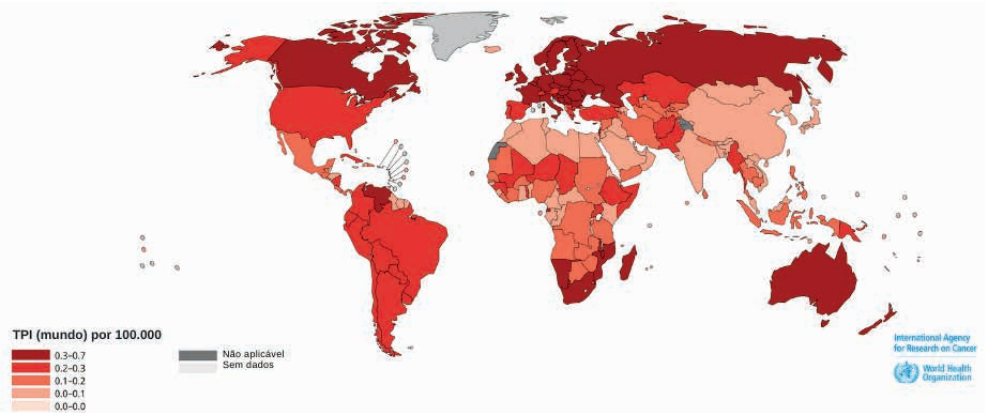 TPI (mundo) por 100.000
0.3–0.7
0.2–0.3
0.1–0.2
0.0–0.1
0.0–0.0
Não aplicável
Sem dados
International Agency
for Research on Cancer
World Health
Organization